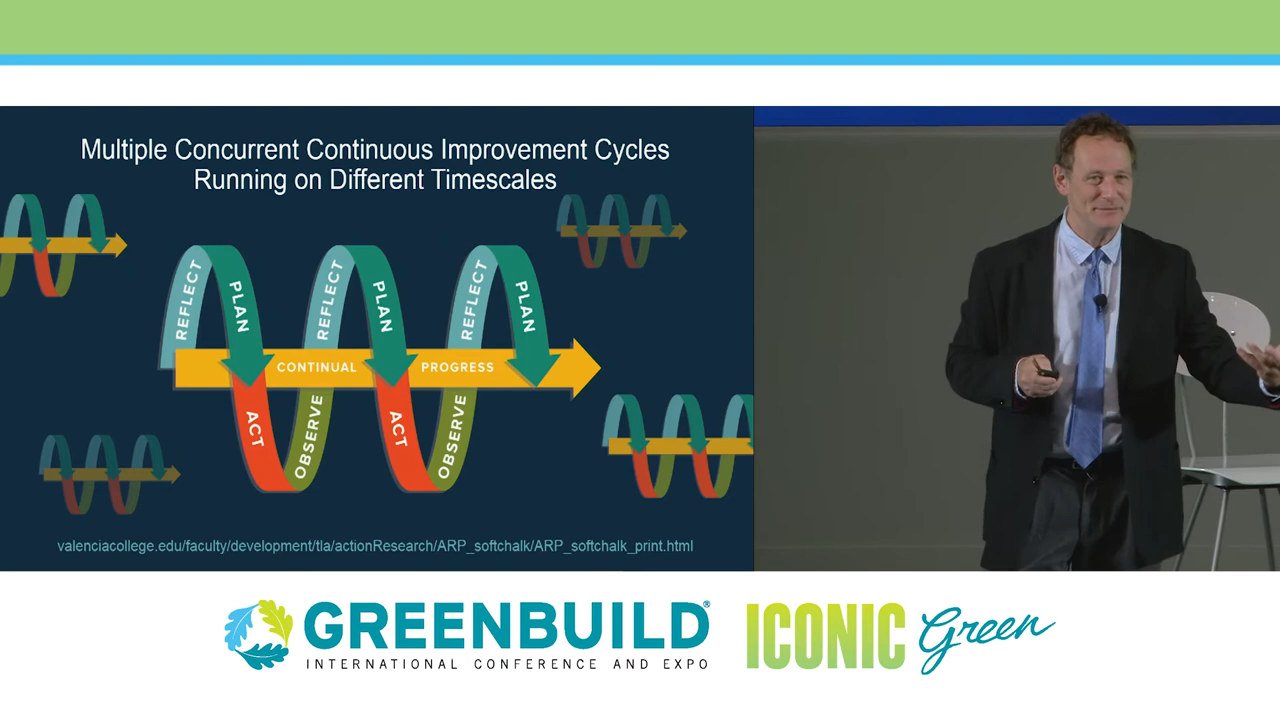 Multiple Concurrent Continuous Improvement Cycles
Running on Different Timescales
REFLECT
PLAN
REFLECT
PLAN
REFLECT
PLAN
CONTINUAL
PROGRESS
ACT
OBSERVE
ACT
OBSERVE
valenciacollege.edu/faculty/development/tla/actionResearch/ARP_softchalk/ARP_softchalk_print.html
GREENBUILD®
INTERNATIONAL CONFERENCE AND EXPO
ICONIC Green